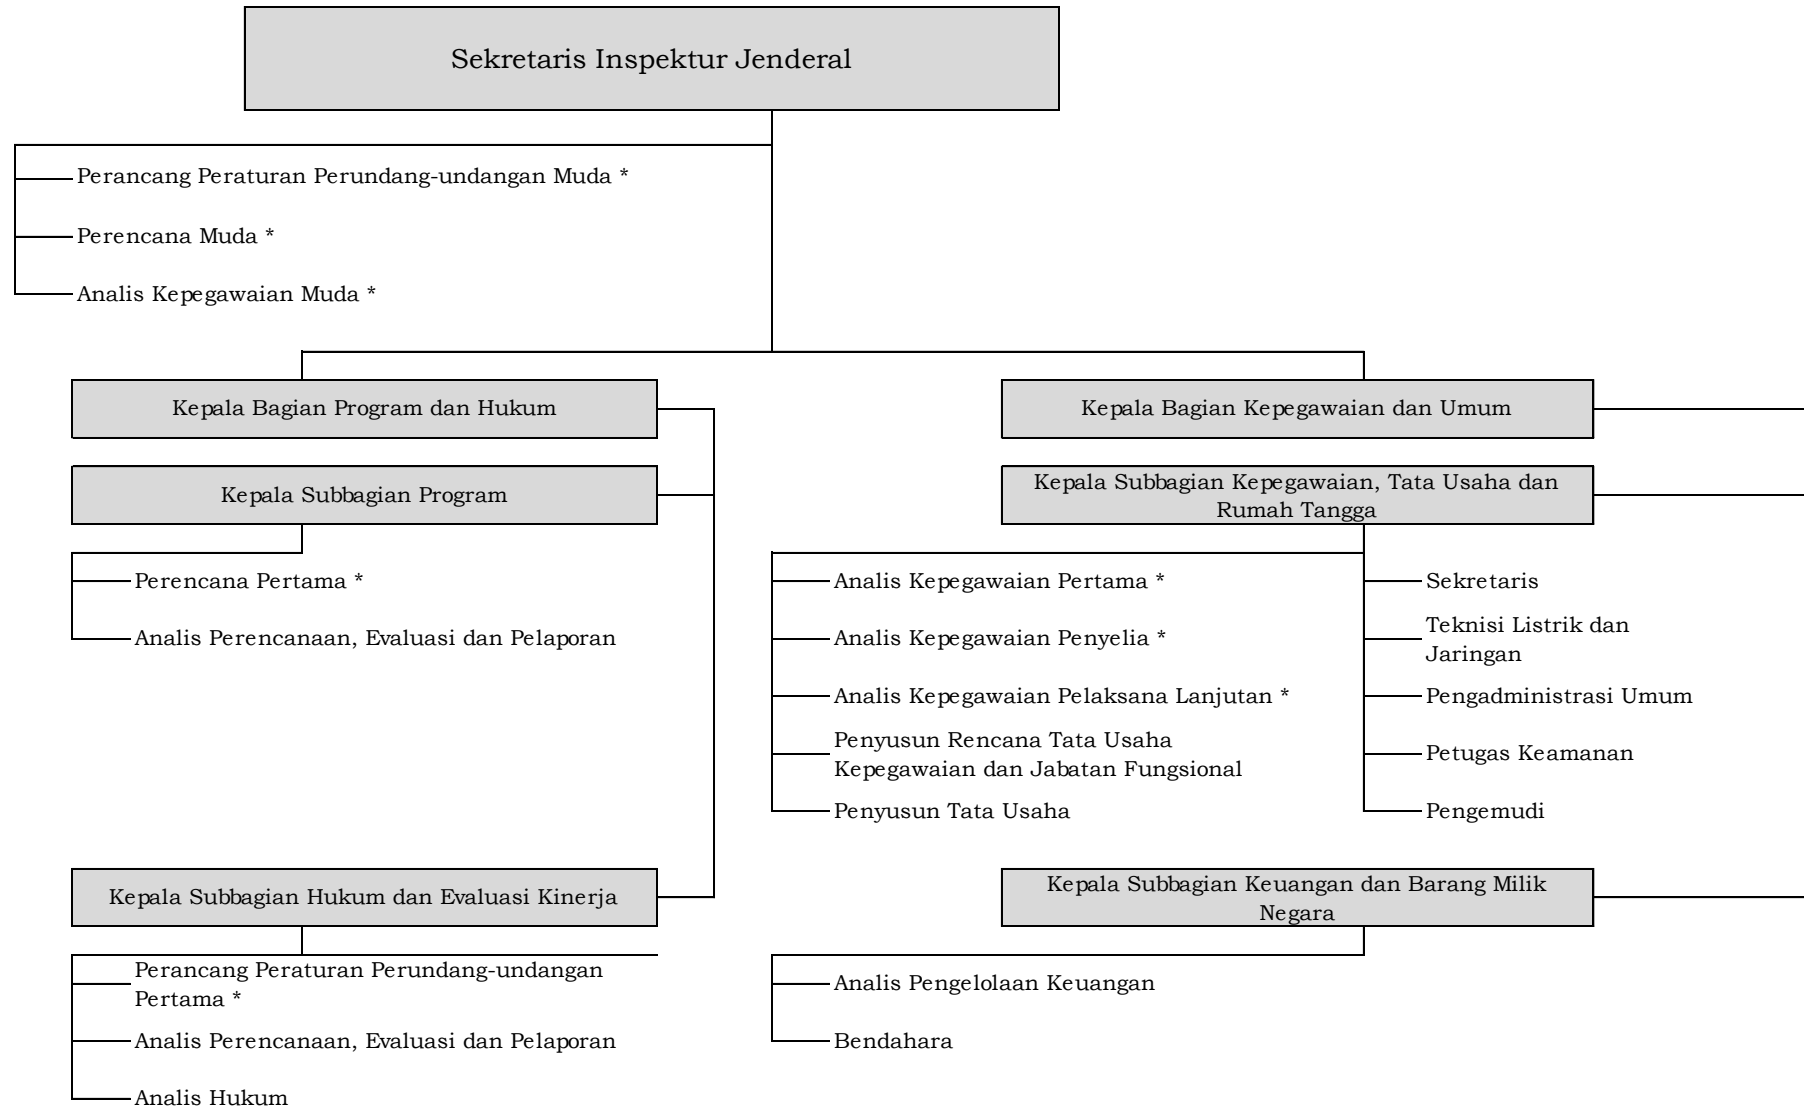 Sekretaris Inspektur Jenderal
Perancang Peraturan Perundang-undangan Muda *
Perencana Muda *
Analis Kepegawaian Muda *
Kepala Bagian Program dan Hukum
Kepala Subbagian Program
Perencana Pertama *
Analis Perencanaan, Evaluasi dan Pelaporan
Kepala Subbagian Hukum dan Evaluasi Kinerja
Perancang Peraturan Perundang-undangan
Pertama *
Analis Perencanaan, Evaluasi dan Pelaporan
Analis Hukum
Kepala Bagian Kepegawaian dan Umum
Kepala Subbagian Kepegawaian, Tata Usaha dan
Rumah Tangga
Analis Kepegawaian Pertama *
Analis Kepegawaian Penyelia *
Analis Kepegawaian Pelaksana Lanjutan *
Penyusun Rencana Tata Usaha
Kepegawaian dan Jabatan Fungsional
Penyusun Tata Usaha
Sekretaris
Teknisi Listrik dan
Jaringan
Pengadministrasi Umum
Petugas Keamanan
Pengemudi
Kepala Subbagian Keuangan dan Barang Milik
Negara
Analis Pengelolaan Keuangan
Bendahara